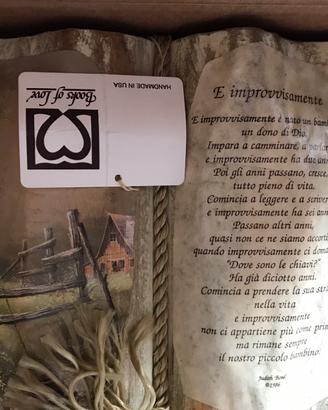 HANDMADE IN USA
Books of Love
E improvvisamente
E improvvisamente è nato un
un dono di Dio.
Impara a camminare, a
e improvvisamente ha due
Poi gli anni passano, cresce,
tutto pieno di vita.
Comincia a leggere e a
e improvvisamente ha sei
Passano altri anni,
quasi non ce ne siamo
quando improvvisamente ci
"Dove sono le chiavi?"
Ha già diciotto anni.
Comincia a prendere la sua
nella vita
e improvvisamente
non ci appartiene più come
ma rimane sempre
il nostro piccolo bambino.
Judith Bond